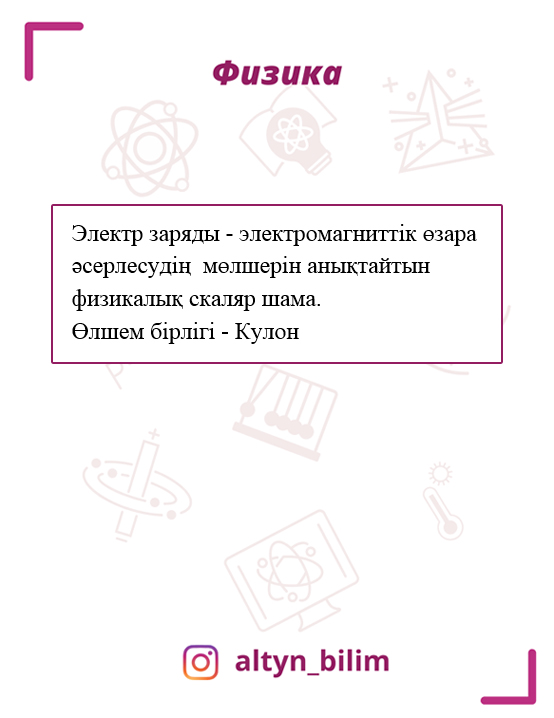 Физика
Электр заряды - электромагниттік өзара
әсерлесудің мөлшерін анықтайтын
физикалық скаляр шама.
Өлшем бірлігі - Кулон
altyn_bilim